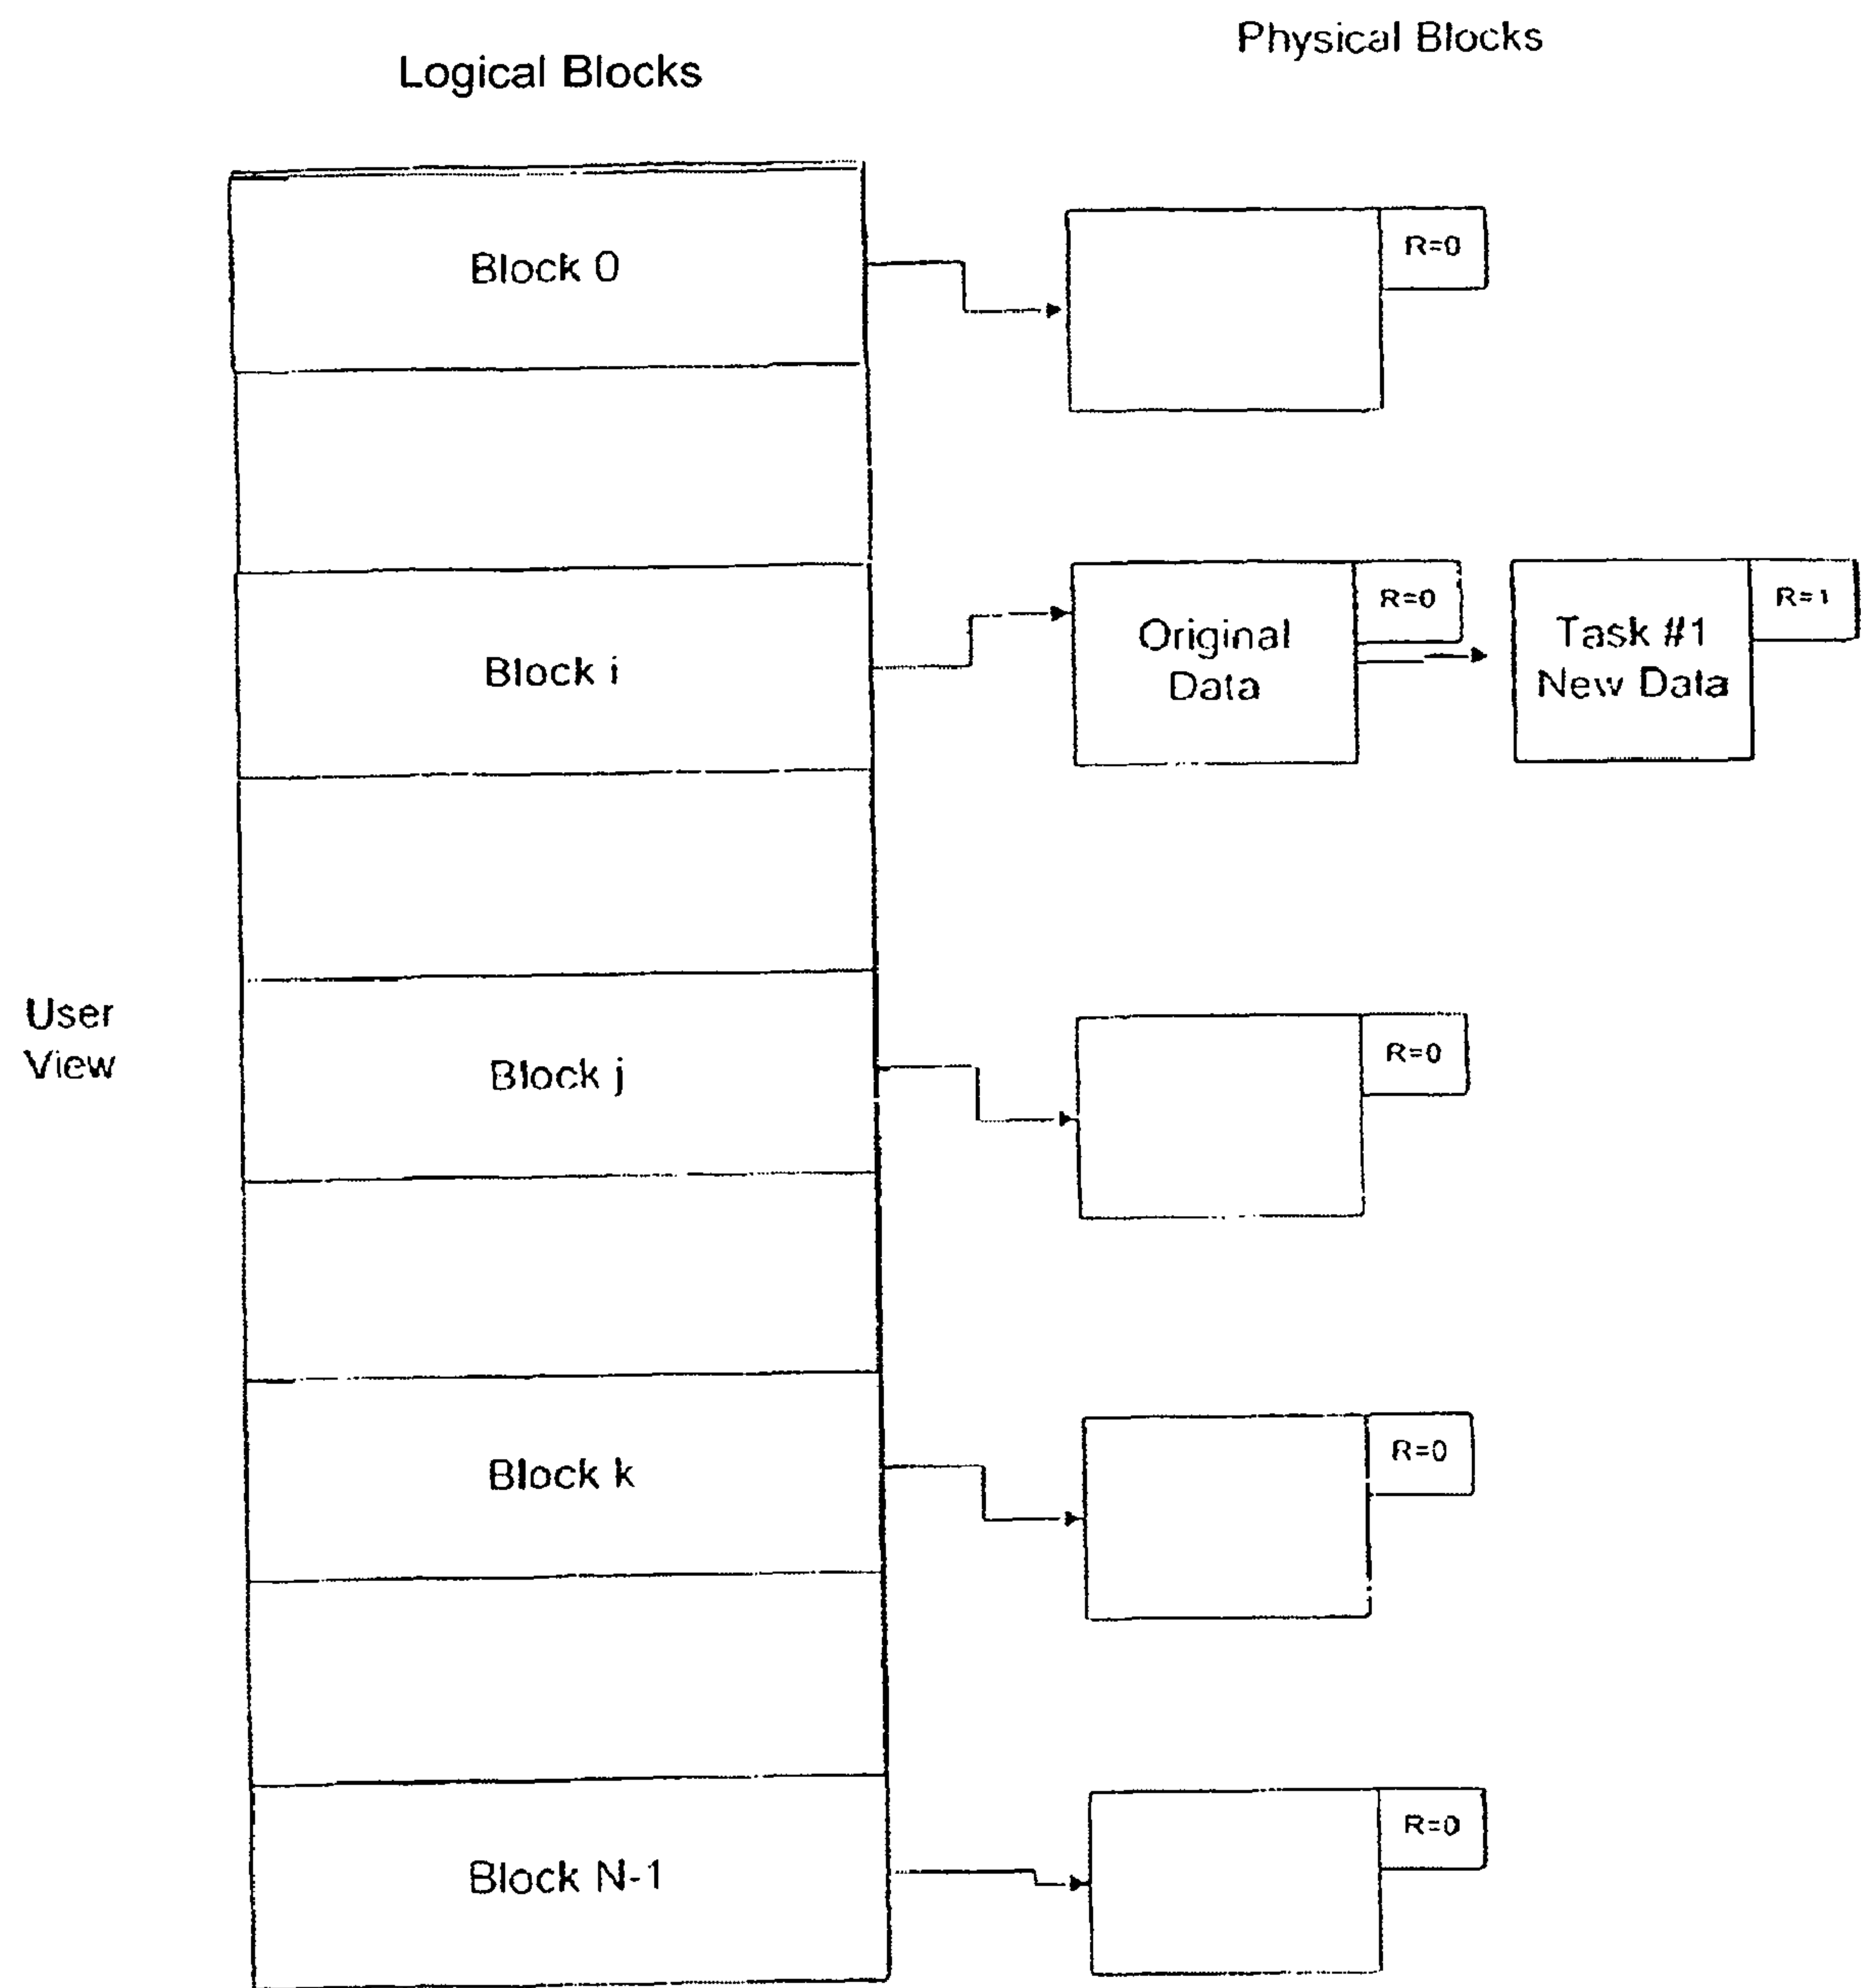 Physical Blocks
Logical Blocks
Block 0
R=0
Block i
Original
Data
R=0
Task #1
New Data
R=1
User
View
Block j
R=0
Block k
R=0
Block N-1
R=0